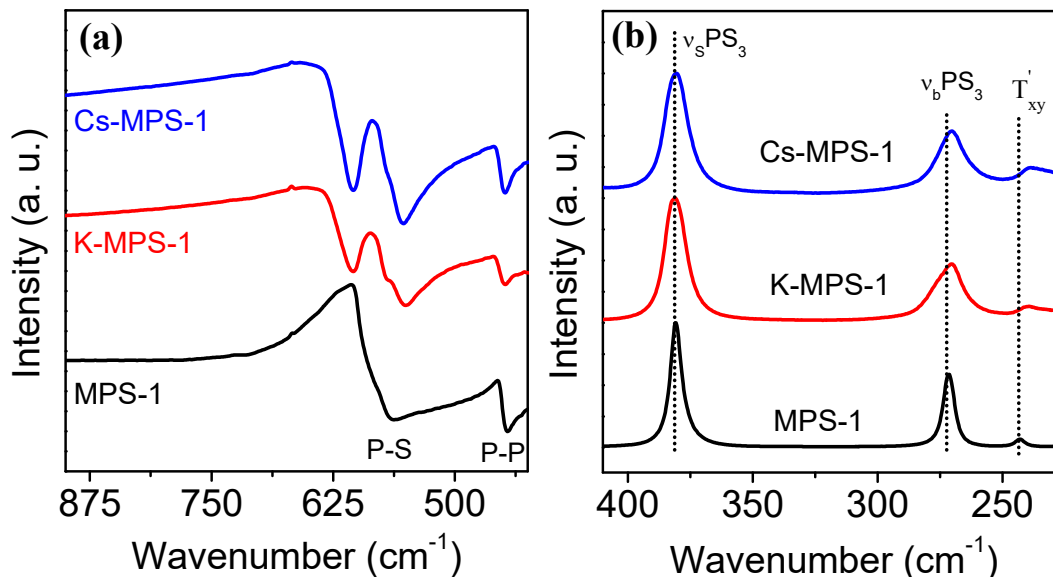 (a)
Intensity (a. u.)
Cs-MPS-1
K-MPS-1
MPS-1
P-S
P-P
875
750
625
500
Wavenumber (cm⁻¹)
(b)
Intensity (a. u.)
νₛPS₃
ν_bPS₃
T'xy
Cs-MPS-1
K-MPS-1
MPS-1
400
350
300
250
Wavenumber (cm⁻¹)